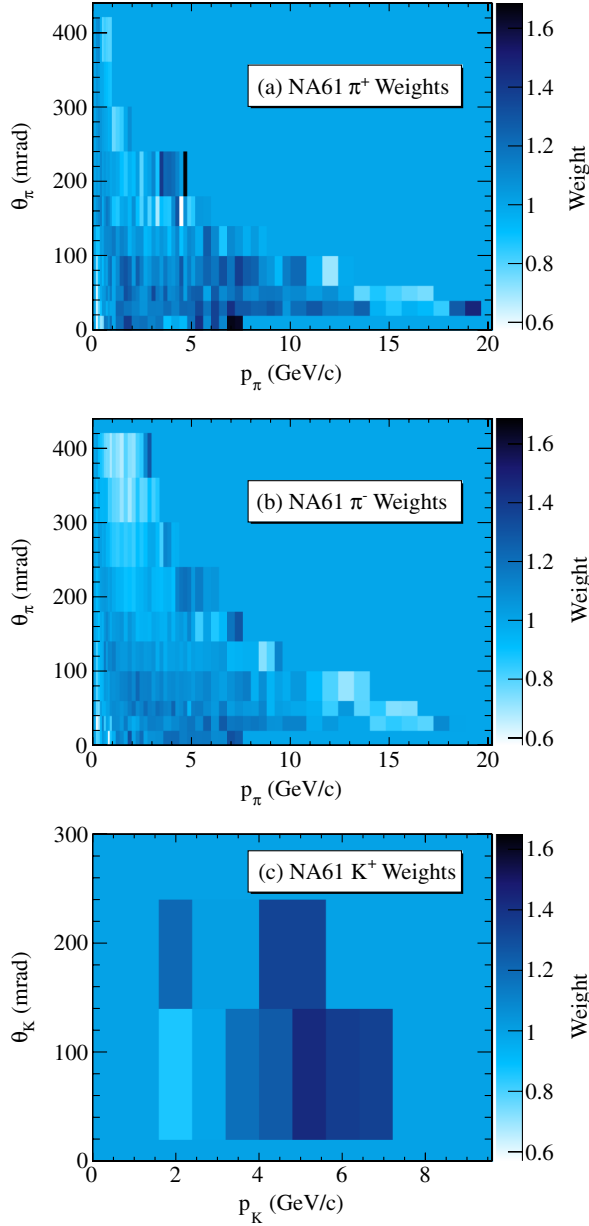 400
300
200
100
0
θπ (mrad)
(a) NA61 π+ Weights
0 5 10 15 20
pπ (GeV/c)
1.6
1.4
1.2
1
0.8
0.6
Weight
400
300
200
100
0
θπ (mrad)
(b) NA61 π- Weights
0 5 10 15 20
pπ (GeV/c)
1.6
1.4
1.2
1
0.8
0.6
Weight
300
200
100
0
θK (mrad)
(c) NA61 K+ Weights
0 2 4 6 8
pK (GeV/c)
1.6
1.4
1.2
1
0.8
0.6
Weight